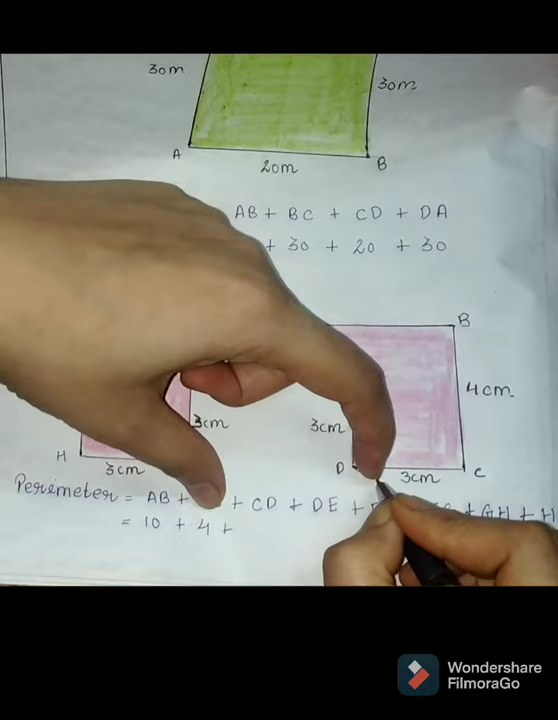 30m
30m
A
B
20m
AB + BC + CD + DA
+ 30 + 20 + 30
B
4cm.
3cm
3cm
H
D
C
3cm
3cm
Perimeter = AB + + CD + DE + + GH + H
= 10 + 4 +
Wondershare
FilmoraGo